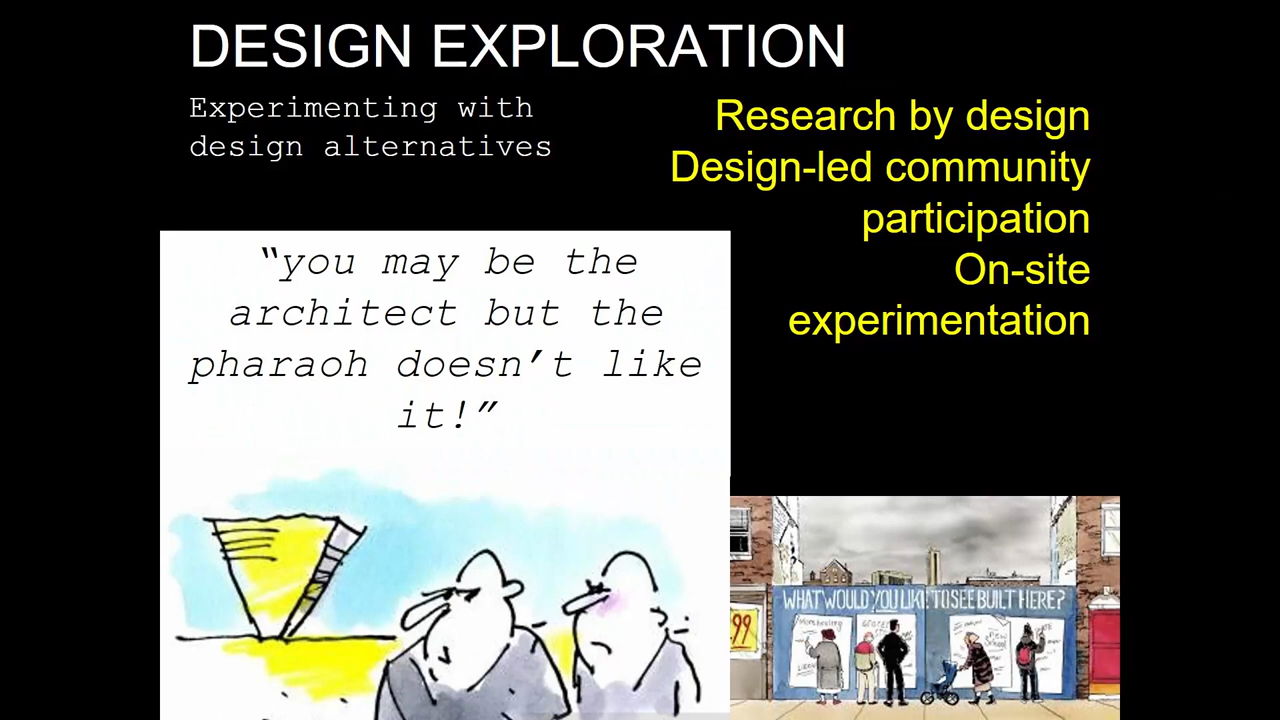 DESIGN EXPLORATION
Experimenting with
design alternatives
Research by design
Design-led community
participation
On-site
experimentation
“you may be the
architect but the
pharaoh doesn’t like
it!”
WHAT WOULD YOU LIKE TO SEE BUILT HERE?
99